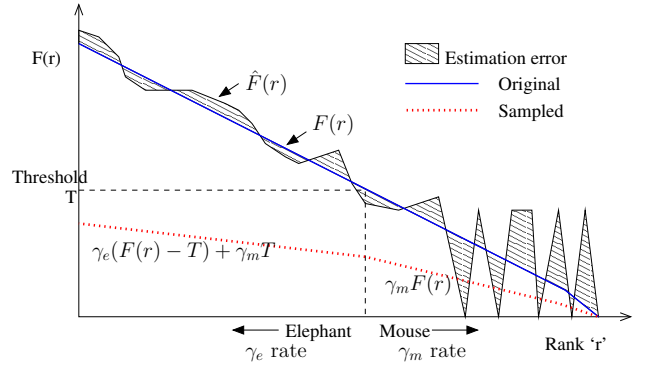 F(r)
Estimation error
Original
Sampled
F̂(r)
F(r)
Threshold
T
γₑ(F(r) − T) + γₘT
γₘF(r)
Elephant
Mouse
γₑ rate
γₘ rate
Rank ‘r’